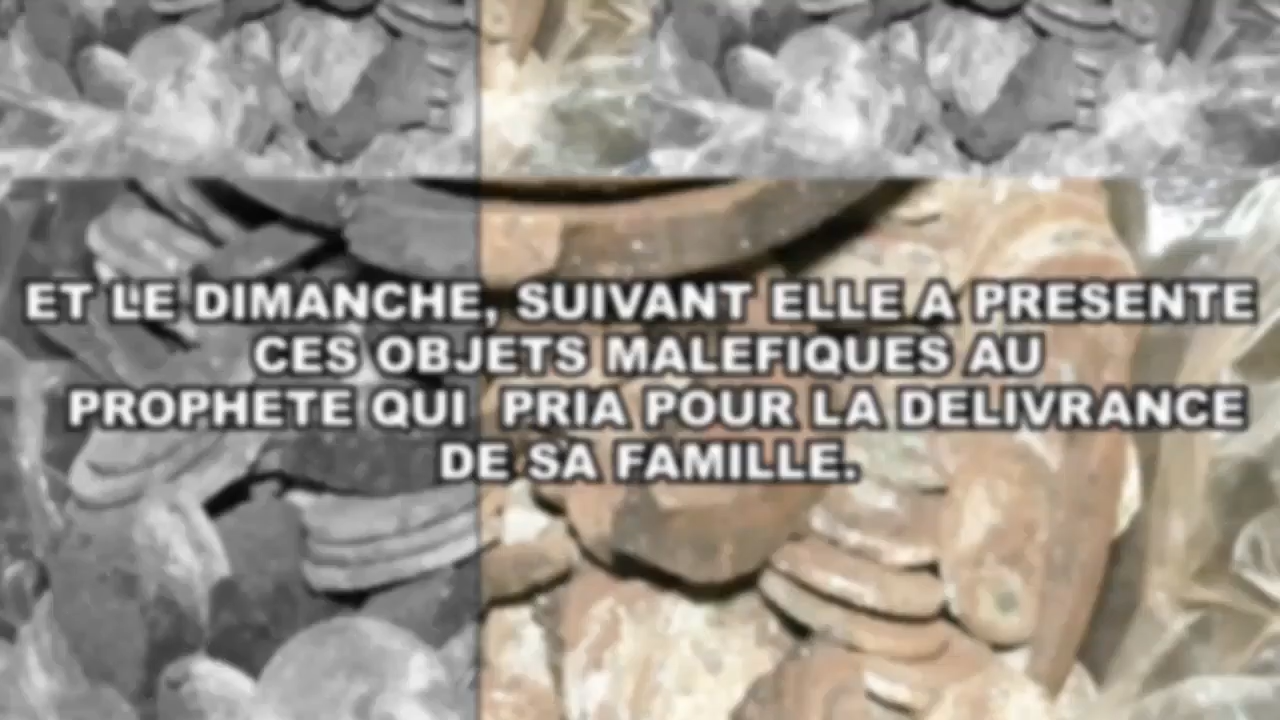 ET LE DIMANCHE, SUIVANT ELLE A PRESENTE
CES OBJETS MALEFIQUES AU
PROPHETE QUI PRIA POUR LA DELIVRANCE
DE SA FAMILLE.